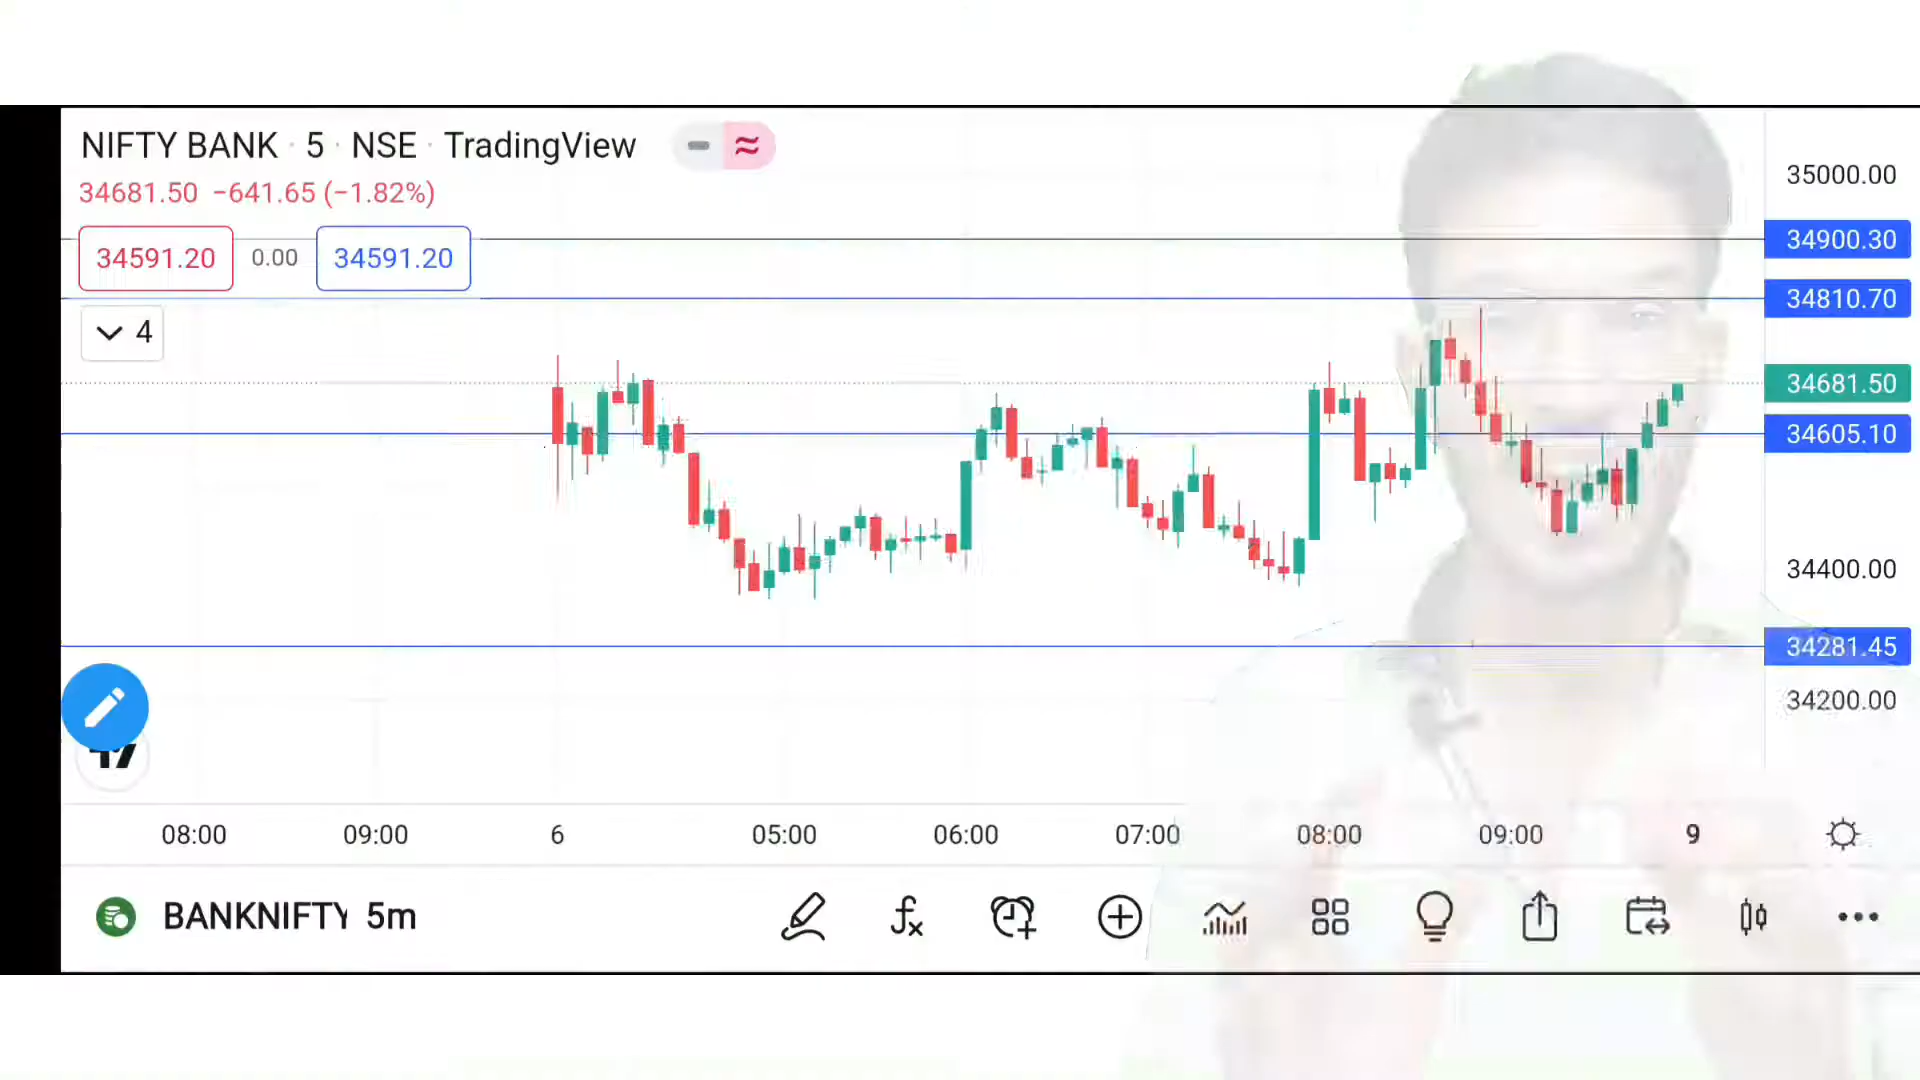 NIFTY BANK · 5 · NSE · TradingView
34681.50 −641.65 (−1.82%)
34591.20 0.00 34591.20
4
35000.00
34900.30
34810.70
34681.50
34605.10
34400.00
34281.45
34200.00
08:00 09:00 6 05:00 06:00 07:00 08:00 09:00 9
BANKNIFTY 5m